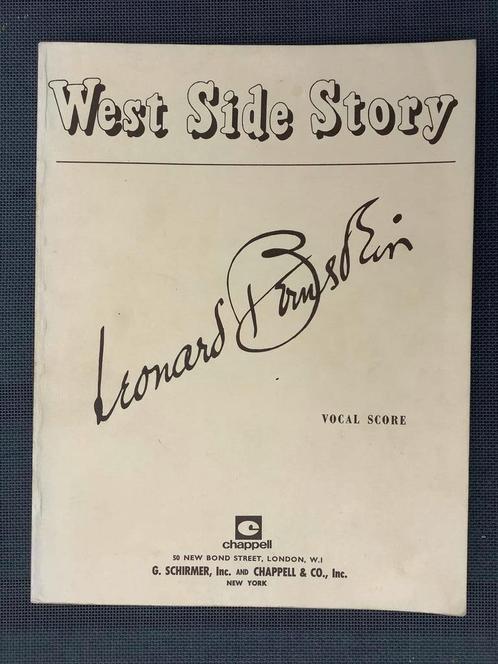 West Side Story
Leonard Bernstein
VOCAL SCORE
chappell
50 NEW BOND STREET, LONDON, W.1
G. SCHIRMER, Inc. AND CHAPPELL & CO., Inc.
NEW YORK